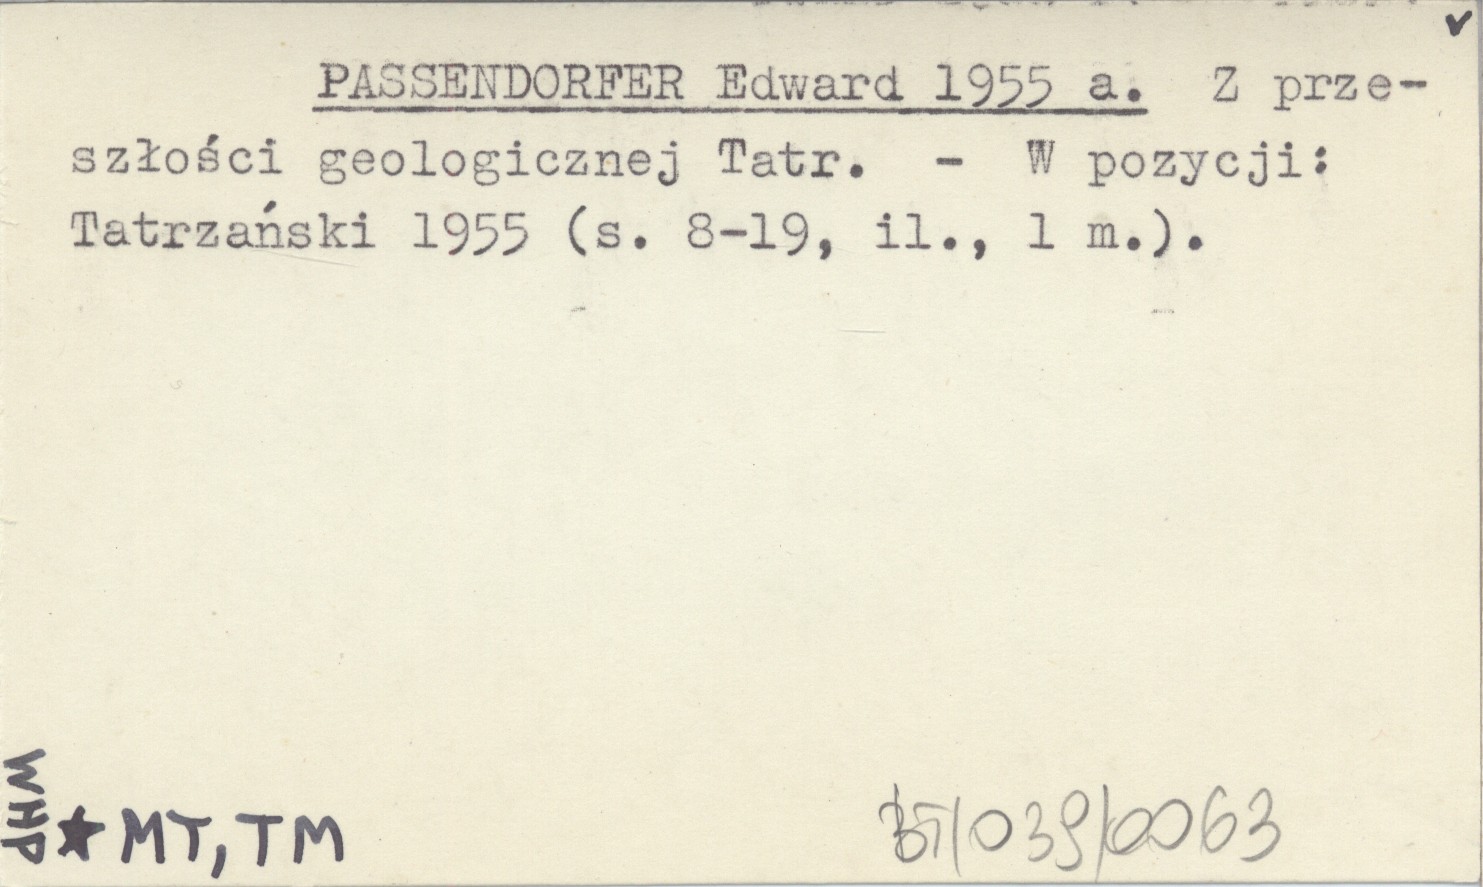 PASSENDORFER Edward 1955 a. Z prze-
szłości geologicznej Tatr. - W pozycji:
Tatrzański 1955 (s. 8-19, il., 1 m.).
WHP
★ MT, TM
BT/039/0063